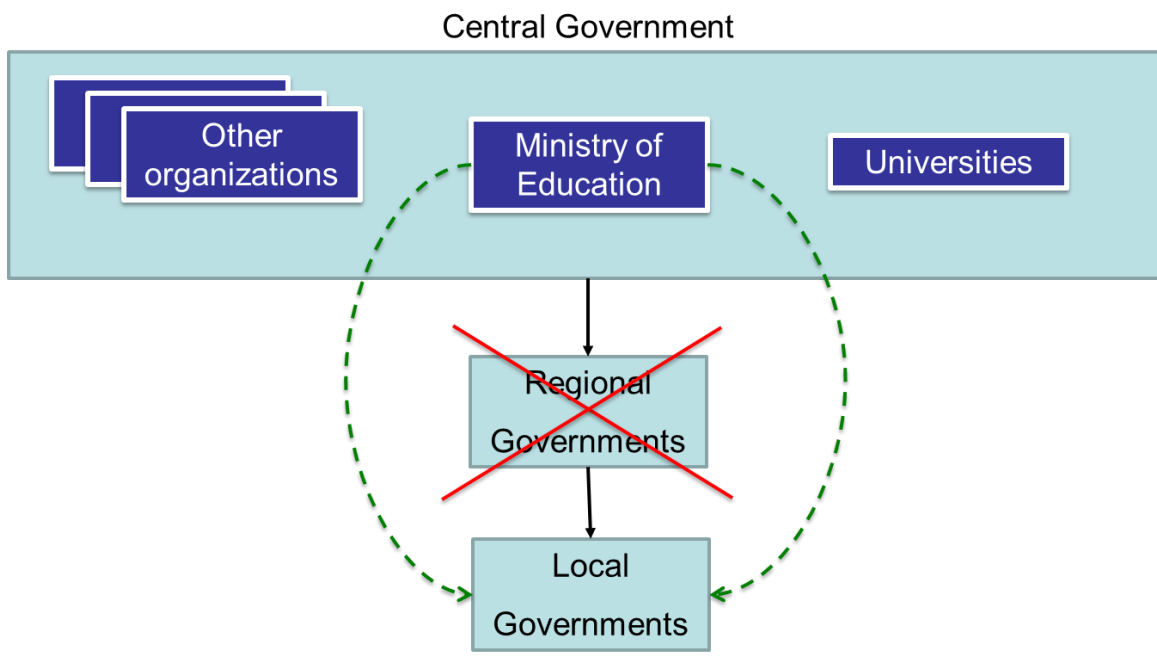 Central Government
Other
organizations
Ministry of
Education
Universities
Regional
Governments
Local
Governments